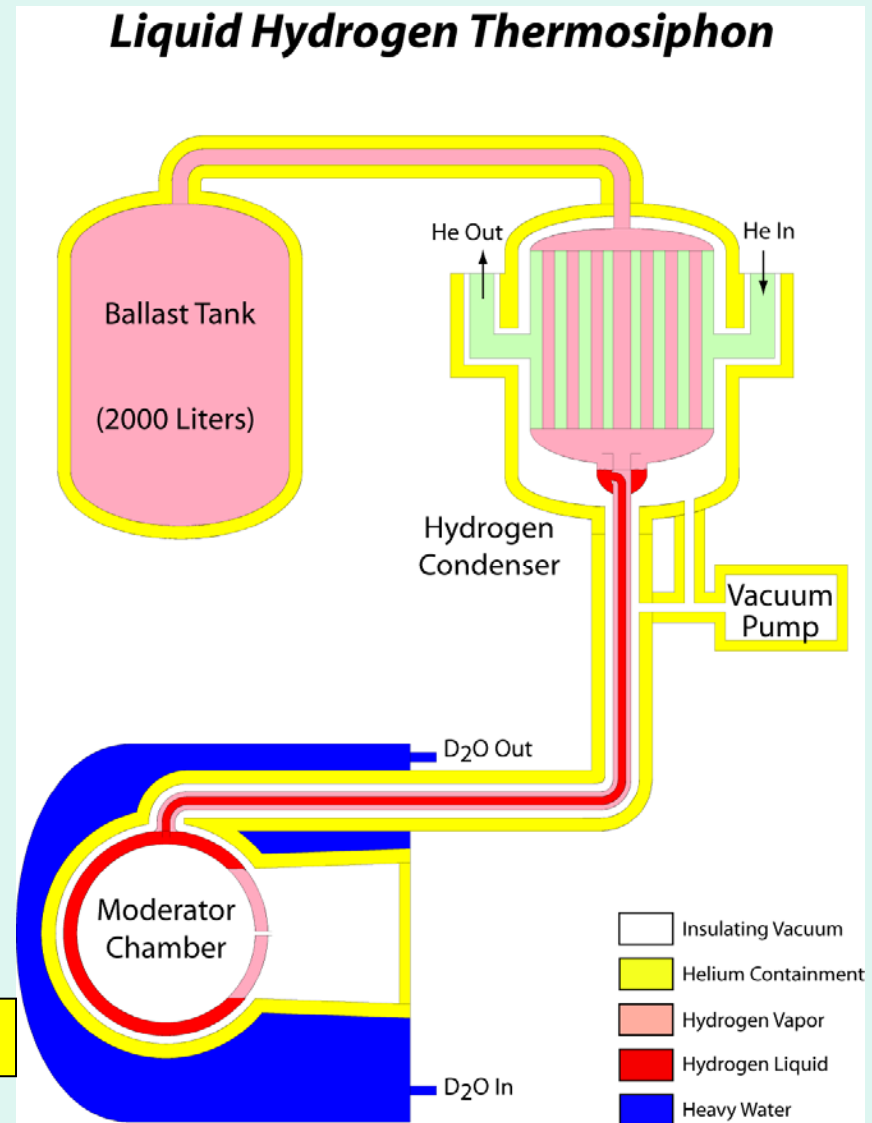 Liquid Hydrogen Thermosiphon
He Out
He In
Ballast Tank
(2000 Liters)
Hydrogen
Condenser
Vacuum
Pump
D2O Out
Moderator
Chamber
D2O In
Insulating Vacuum
Helium Containment
Hydrogen Vapor
Hydrogen Liquid
Heavy Water